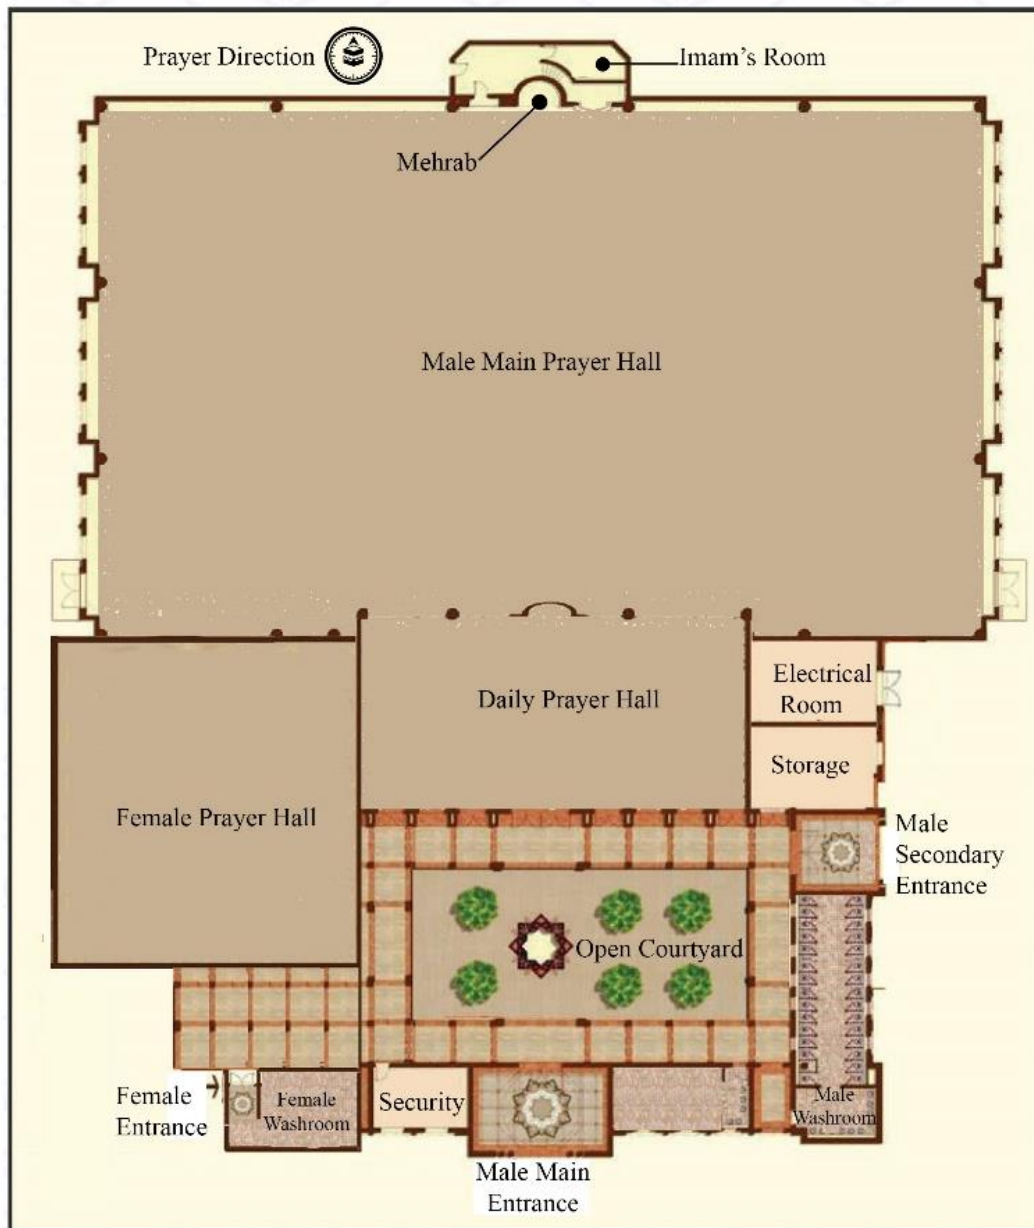 Prayer Direction
Imam's Room
Mehrab
Male Main Prayer Hall
Electrical
Room
Daily Prayer Hall
Storage
Female Prayer Hall
Male
Secondary
Entrance
Open Courtyard
Female
Entrance
Female
Washroom
Security
Male
Washroom
Male Main
Entrance